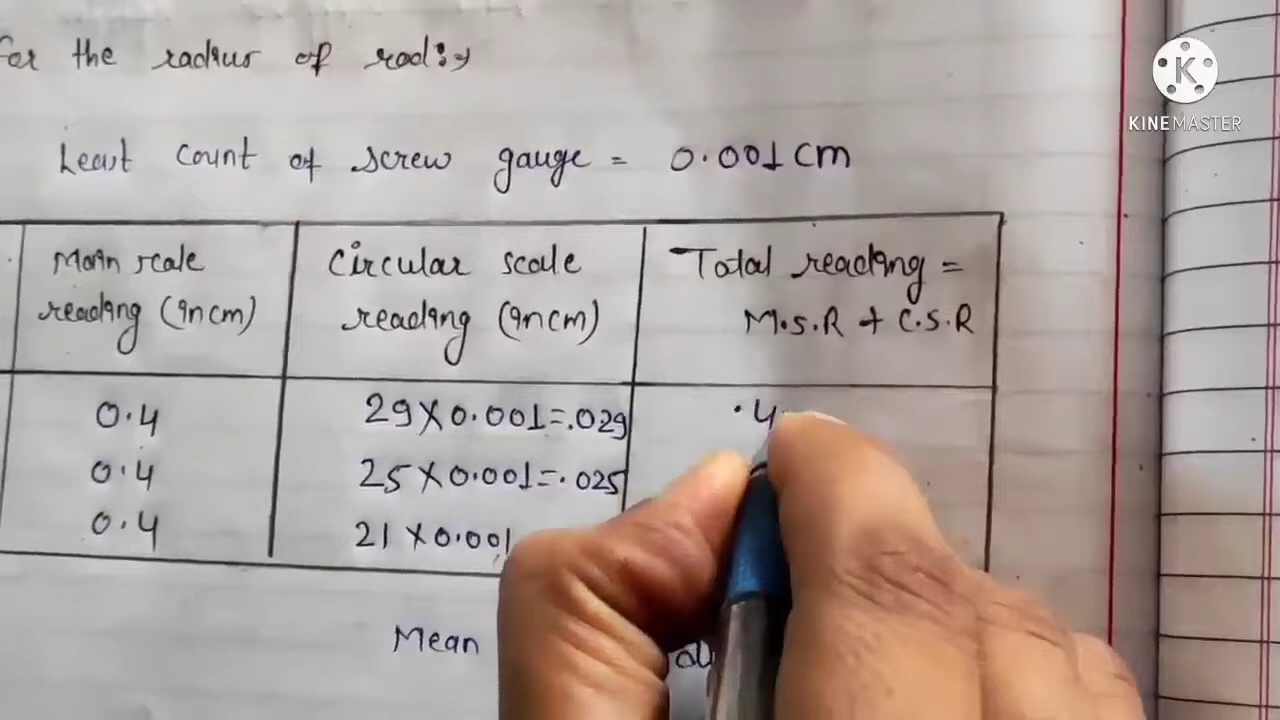 for the radius of rod:→
Least count of screw gauge = 0.001 cm
Main scale reading (in cm)
Circular scale reading (in cm)
Total reading = M.S.R + C.S.R
0.4 29 X 0.001 = .029 .4
0.4 25 X 0.001 = .025
0.4 21 X 0.001
Mean
K
KINEMASTER